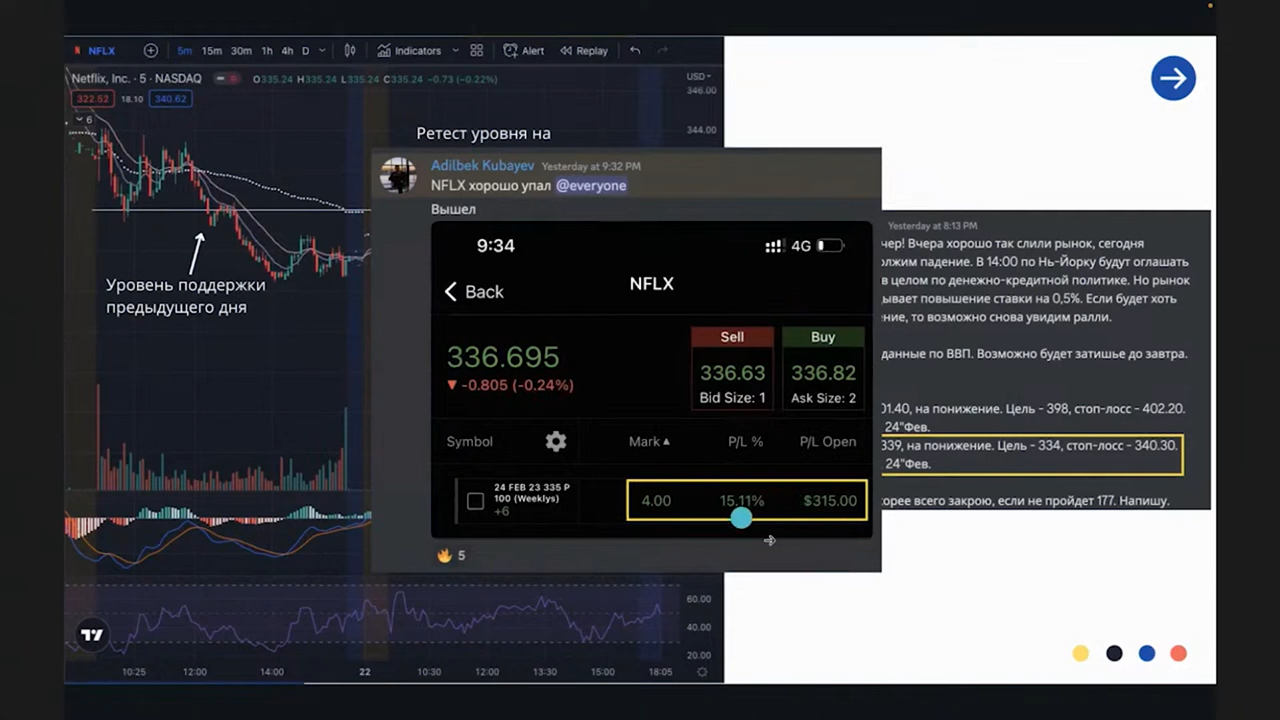 NFLX
5m 15m 30m 1h 4h D Indicators Alert Replay
Netflix, Inc. · 5 · NASDAQ O335.24 H335.24 L335.24 C335.24 -0.73 (-0.22%)
322.52 18.10 340.62
6
USD
346.00
344.00
Ретест уровня на
Уровень поддержки
предыдущего дня
Adilbek Kubayev Yesterday at 9:32 PM
NFLX хорошо упал @everyone
Вышел
9:34 4G
Back
NFLX
336.695
-0.805 (-0.24%)
Sell
336.63
Bid Size: 1
Buy
336.82
Ask Size: 2
Symbol Mark P/L % P/L Open
24 FEB 23 335 P
100 (Weeklys)
+6
4.00 15.11% $315.00
5
Yesterday at 8:13 PM
чер! Вчера хорошо так слили рынок, сегодня
олжим падение. В 14:00 по Нь-Йорку будут оглашать
в целом по денежно-кредитной политике. Но рынок
дывает повышение ставки на 0,5%. Если будет хоть
ение, то возможно снова увидим ралли.
данные по ВВП. Возможно будет затишье до завтра.
01.40, на понижение. Цель - 398, стоп-лосс - 402.20.
24"Фев.
339, на понижение. Цель - 334, стоп-лосс - 340.30.
24"Фев.
корее всего закрою, если не пройдет 177. Напишу.
60.00
40.00
20.00
10:25 12:00 14:00 22 10:30 12:00 13:30 15:00 18:05